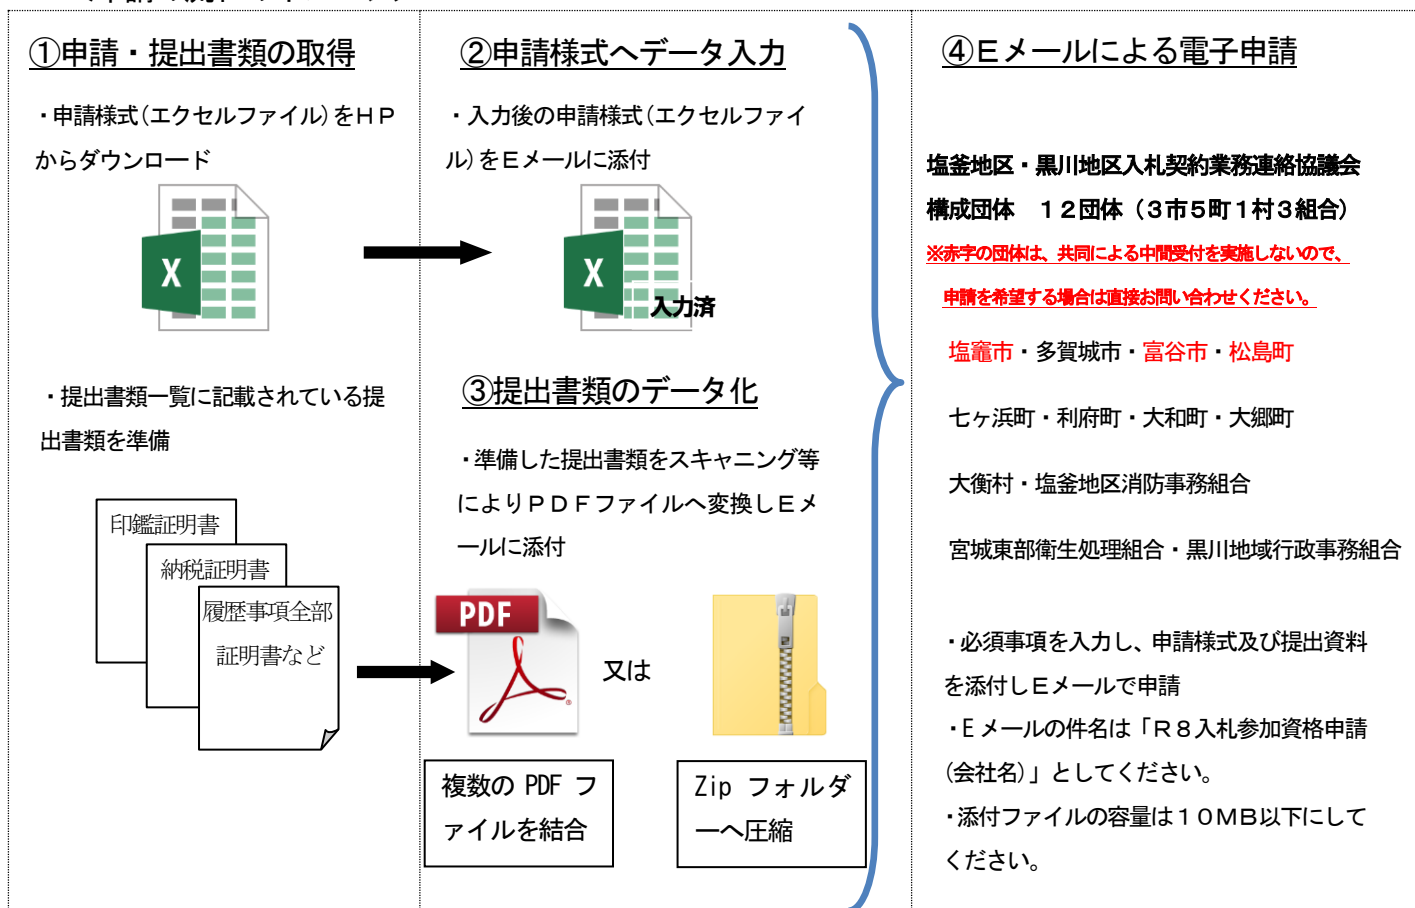 ①申請・提出書類の取得
・申請様式(エクセルファイル)をHP
からダウンロード
X
・提出書類一覧に記載されている提
出書類を準備
印鑑証明書
納税証明書
履歴事項全部
証明書など
②申請様式へデータ入力
・入力後の申請様式(エクセルファイ
ル)をEメールに添付
X
入力済
③提出書類のデータ化
・準備した提出書類をスキャニング等
によりPDFファイルへ変換しEメ
ールに添付
PDF
又は
複数の PDF フ
ァイルを結合
Zip フォルダ
ーへ圧縮
④Eメールによる電子申請
塩釜地区・黒川地区入札契約業務連絡協議会
構成団体 12団体(3市5町1村3組合)
※赤字の団体は、共同による中間受付を実施しないので、
申請を希望する場合は直接お問い合わせください。
塩竈市・多賀城市・富谷市・松島町
七ヶ浜町・利府町・大和町・大郷町
大衡村・塩釜地区消防事務組合
宮城東部衛生処理組合・黒川地域行政事務組合
・必須事項を入力し、申請様式及び提出資料
を添付しEメールで申請
・Eメールの件名は「R8入札参加資格申請
(会社名)」としてください。
・添付ファイルの容量は10MB以下にして
ください。